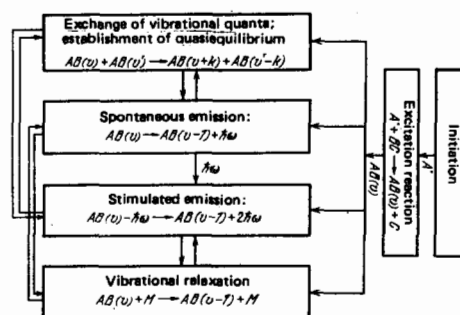 Exchange of vibrational quanta;
establishment of quasiequilibrium
AB(υ) + AB(υ') → AB(υ+k) + AB(υ'−k)
Spontaneous emission:
AB(υ) → AB(υ−1) + ħω
ħω
Stimulated emission:
AB(υ) − ħω → AB(υ−1) + 2ħω
Vibrational relaxation
AB(υ) + M → AB(υ−1) + M
AB(υ)
Excitation reaction
A' + BC → AB(υ) + C
A'
Initiation